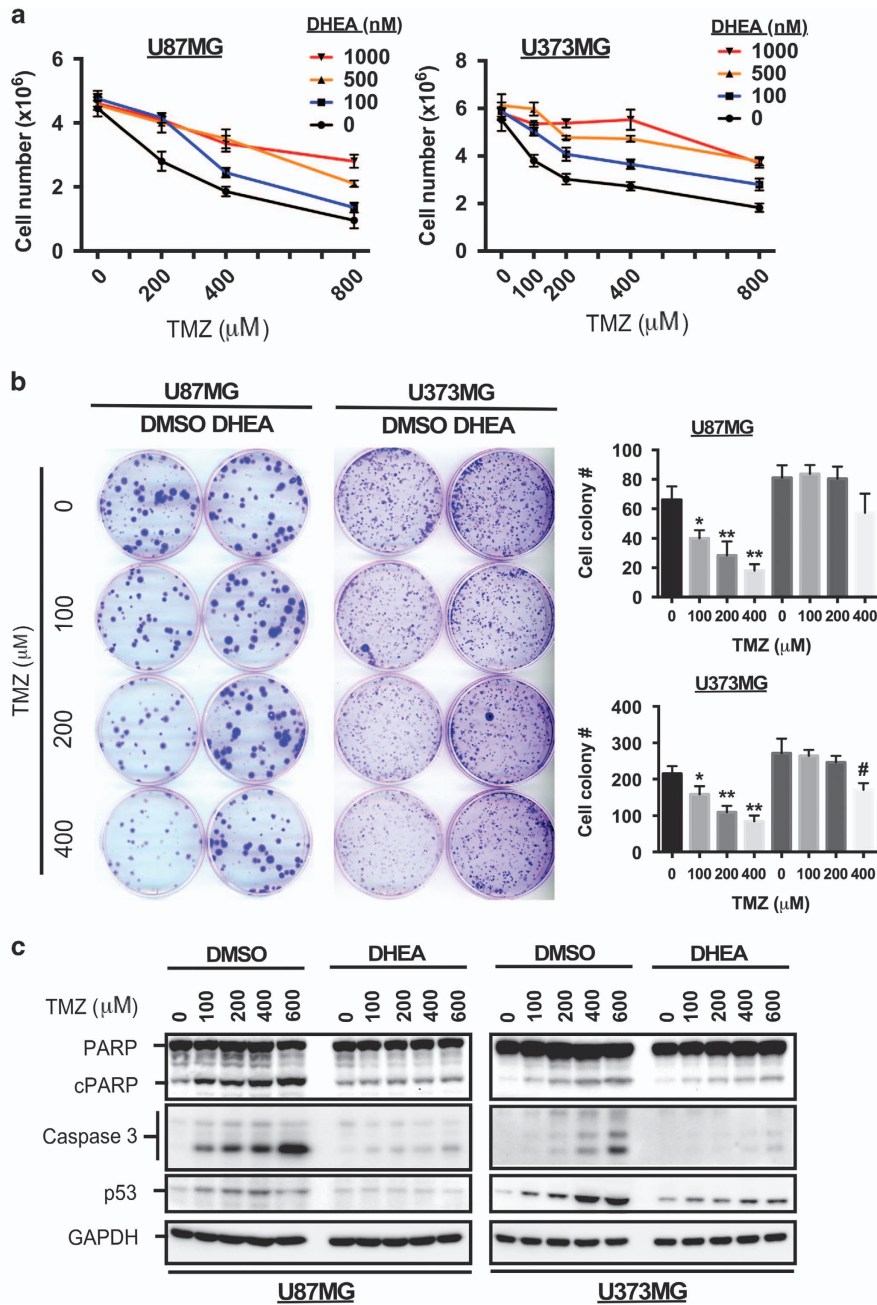 a
U87MG
DHEA (nM)
1000
500
100
0
Cell number (x10⁶)
6
4
2
0
0
200
400
800
TMZ (μM)
U373MG
DHEA (nM)
1000
500
100
0
Cell number (x10⁶)
8
6
4
2
0
100
200
400
800
TMZ (μM)
b
U87MG
DMSO DHEA
U373MG
DMSO DHEA
TMZ (μM)
0
100
200
400
U87MG
Cell colony #
100
80
60
40
20
0
* ** **
0 100 200 400 0 100 200 400
TMZ (μM)
U373MG
Cell colony #
400
300
200
100
0
* ** ** #
0 100 200 400 0 100 200 400
TMZ (μM)
c
DMSO DHEA DMSO DHEA
TMZ (μM) 0 100 200 400 600 0 100 200 400 600 0 100 200 400 600 0 100 200 400 600
PARP
cPARP
Caspase 3
p53
GAPDH
U87MG U373MG